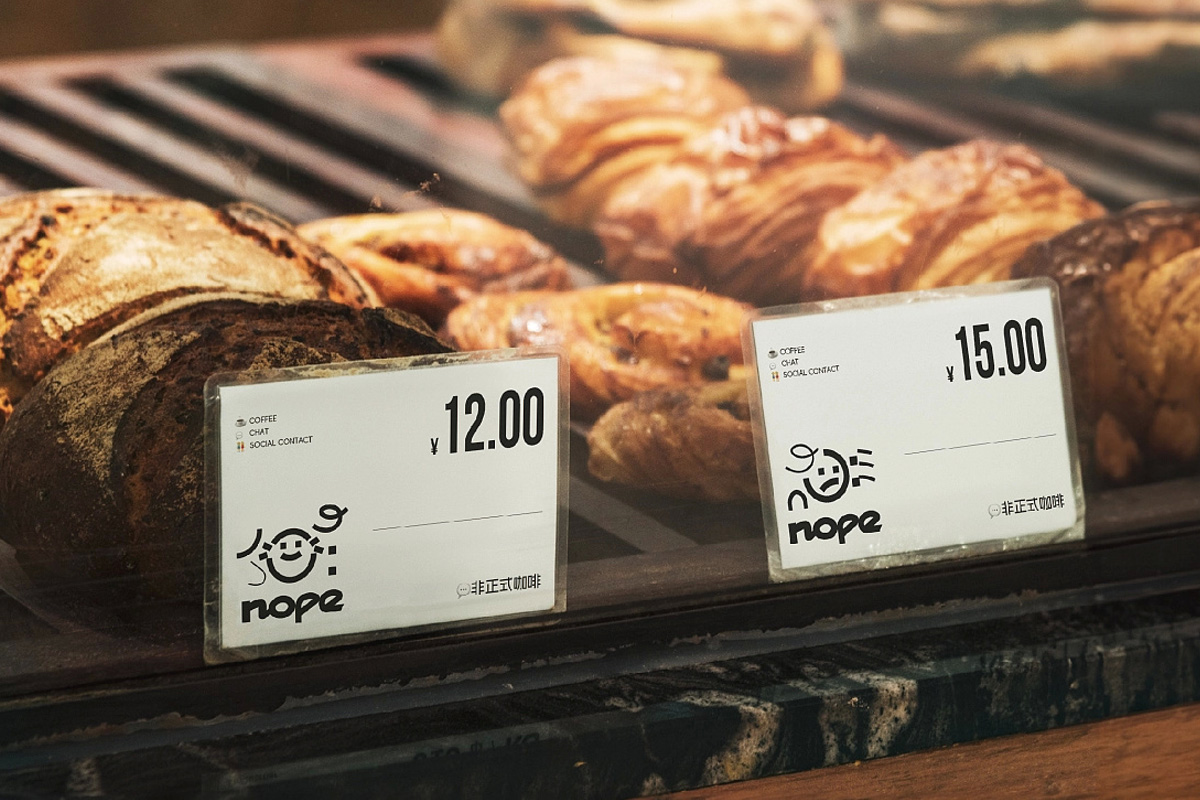 COFFEE
CHAT
SOCIAL CONTACT
¥12.00
nope
非正式咖啡
COFFEE
CHAT
SOCIAL CONTACT
¥15.00
nope
非正式咖啡